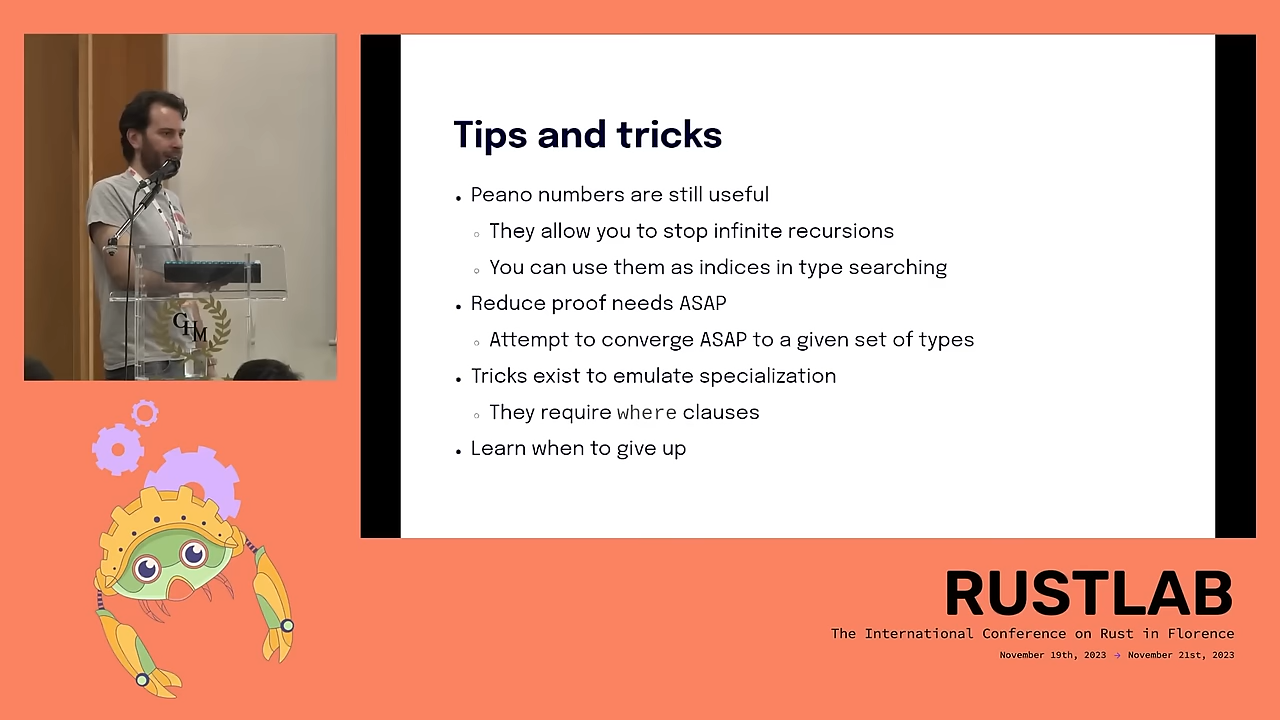 Tips and tricks
• Peano numbers are still useful
◦ They allow you to stop infinite recursions
◦ You can use them as indices in type searching
• Reduce proof needs ASAP
◦ Attempt to converge ASAP to a given set of types
• Tricks exist to emulate specialization
◦ They require where clauses
• Learn when to give up
GHM
RUSTLAB
The International Conference on Rust in Florence
November 19th, 2023 → November 21st, 2023